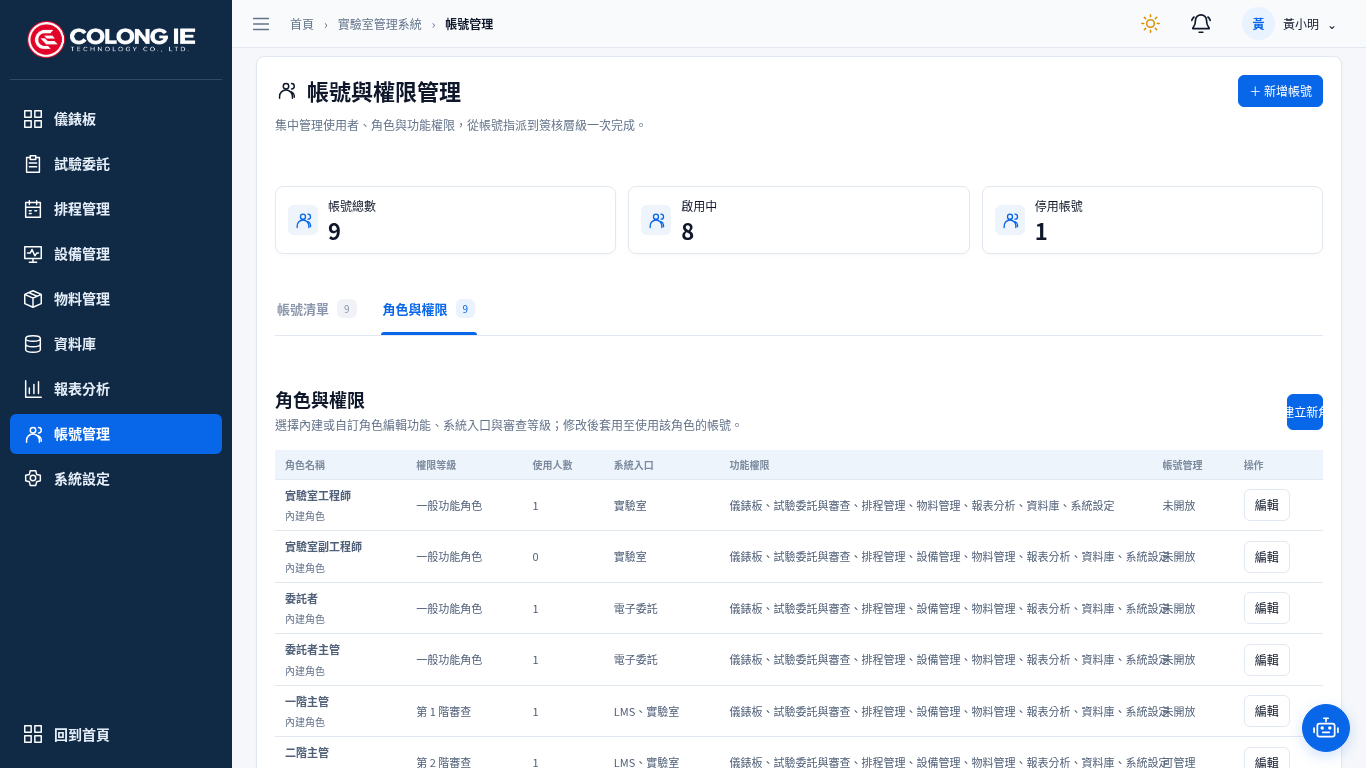 COLONG IE
TECHNOLOGY CO., LTD.
儀錶板
試驗委託
排程管理
設備管理
物料管理
資料庫
報表分析
帳號管理
系統設定
回到首頁
首頁 › 實驗室管理系統 › 帳號管理
黃 黃小明
帳號與權限管理
＋ 新增帳號
集中管理使用者、角色與功能權限，從帳號指派到簽核層級一次完成。
帳號總數
9
啟用中
8
停用帳號
1
帳號清單 9 角色與權限 9
角色與權限
選擇內建或自訂角色編輯功能、系統入口與審查等級；修改後套用至使用該角色的帳號。
建立新角
角色名稱 權限等級 使用人數 系統入口 功能權限 帳號管理 操作
實驗室工程師
內建角色
一般功能角色 1 實驗室 儀錶板、試驗委託與審查、排程管理、物料管理、報表分析、資料庫、系統設定 未開放 編輯
實驗室副工程師
內建角色
一般功能角色 0 實驗室 儀錶板、試驗委託與審查、排程管理、設備管理、物料管理、報表分析、資料庫、系統設定 未開放 編輯
委託者
內建角色
一般功能角色 1 電子委託 儀錶板、試驗委託與審查、排程管理、設備管理、物料管理、報表分析、資料庫、系統設定 未開放 編輯
委託者主管
內建角色
一般功能角色 1 電子委託 儀錶板、試驗委託與審查、排程管理、設備管理、物料管理、報表分析、資料庫、系統設定 未開放 編輯
一階主管
內建角色
第 1 階審查 1 LMS、實驗室 儀錶板、試驗委託與審查、排程管理、設備管理、物料管理、報表分析、資料庫、系統設定 未開放 編輯
二階主管
第 2 階審查 1 LMS、實驗室 儀錶板、試驗委託與審查、排程管理、設備管理、物料管理、報表分析、資料庫、系統設定 可管理 編輯